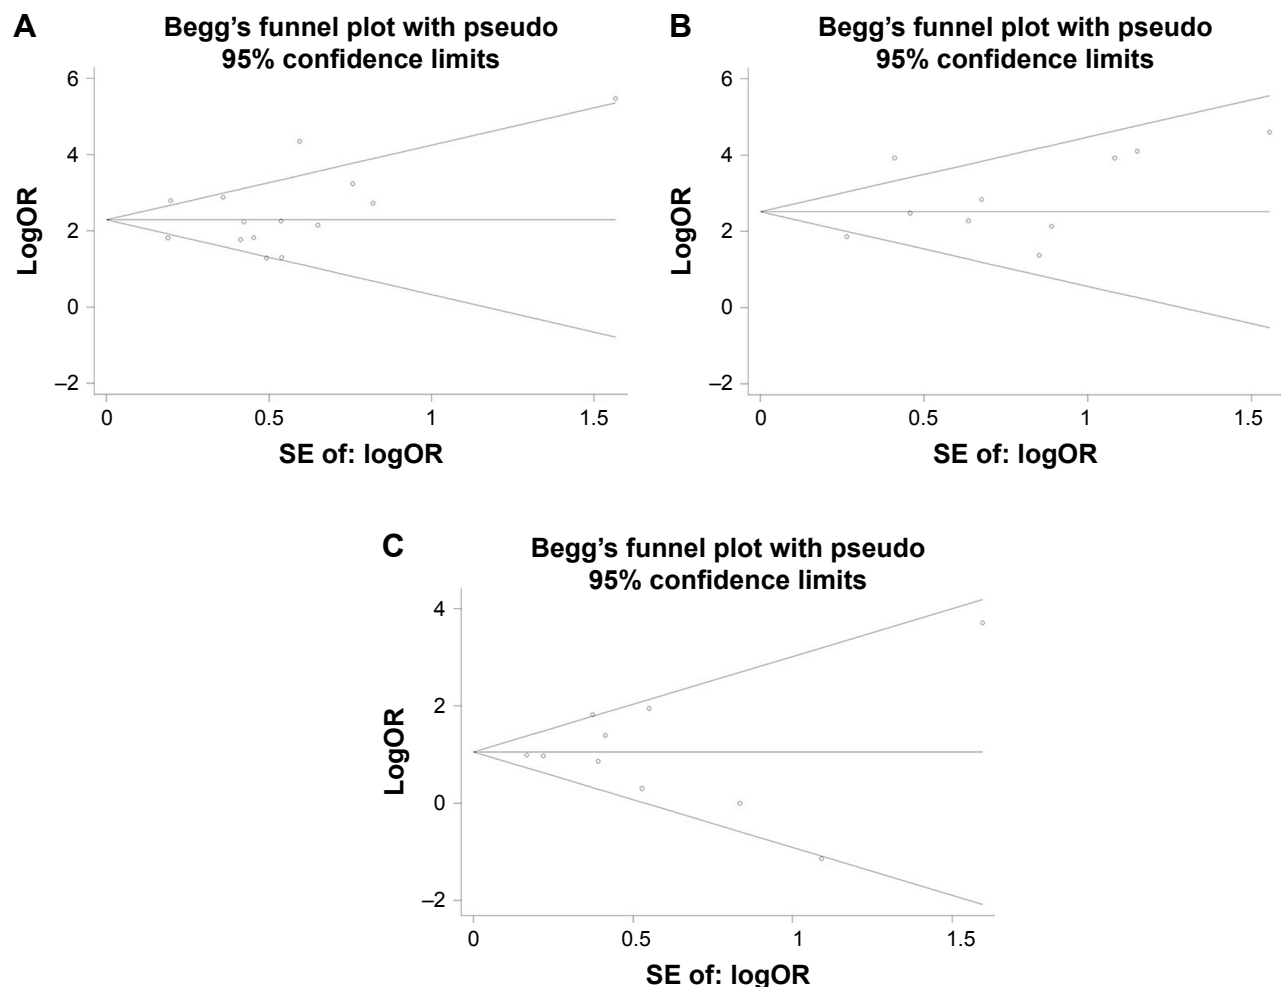 A
Begg’s funnel plot with pseudo
95% confidence limits
6
4
2
0
–2
LogOR
0
0.5
1
1.5
SE of: logOR
B
Begg’s funnel plot with pseudo
95% confidence limits
6
4
2
0
–2
LogOR
0
0.5
1
1.5
SE of: logOR
C
Begg’s funnel plot with pseudo
95% confidence limits
4
2
0
–2
LogOR
0
0.5
1
1.5
SE of: logOR